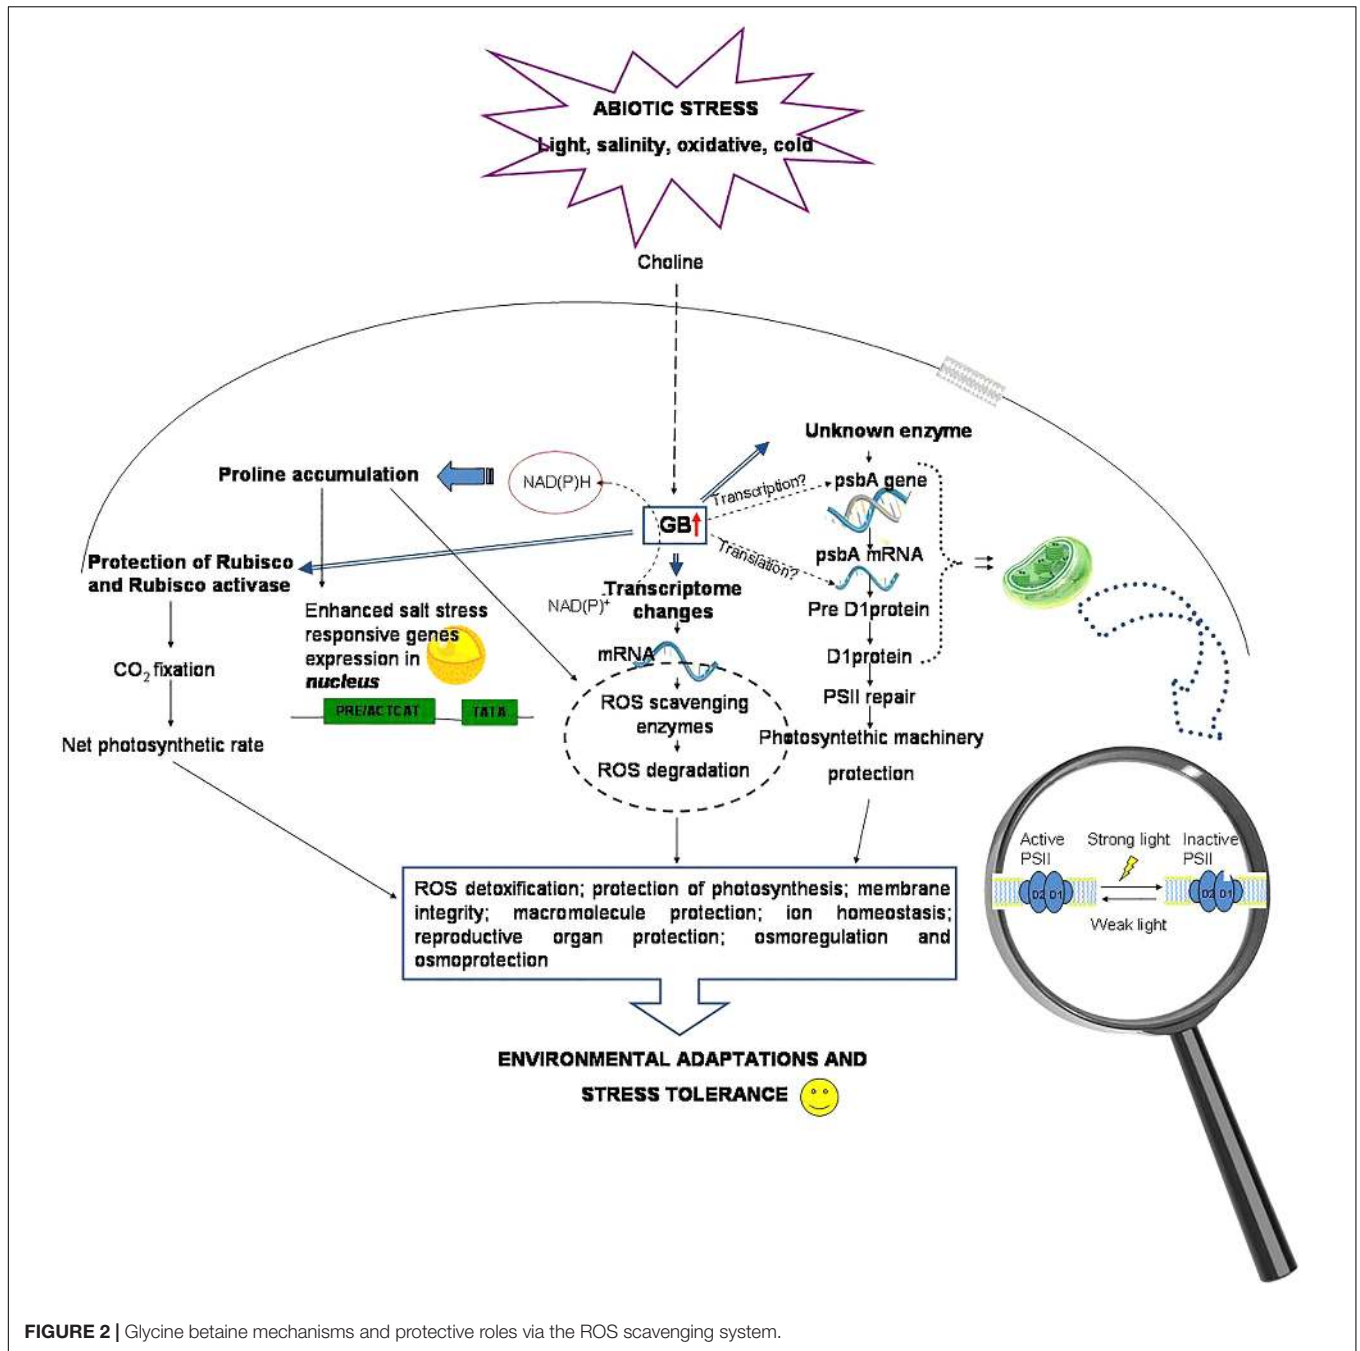 ABIOTIC STRESS
Light, salinity, oxidative, cold
Choline
Unknown enzyme
Proline accumulation
NAD(P)H
Transcription?
psbA gene
GB
Translation?
psbA mRNA
Protection of Rubisco
and Rubisco activase
NAD(P)+
Transcriptome
changes
Pre D1protein
Enhanced salt stress
responsive genes
expression in
nucleus
mRNA
D1protein
CO2 fixation
PSII repair
PRE/ACTCAT
TATA
ROS scavenging
enzymes
Net photosynthetic rate
Photosyntethic machinery
protection
ROS degradation
Active
PSII
Strong light
Inactive
PSII
D2 D1
D2 D1
Weak light
ROS detoxification; protection of photosynthesis; membrane
integrity; macromolecule protection; ion homeostasis;
reproductive organ protection; osmoregulation and
osmoprotection
ENVIRONMENTAL ADAPTATIONS AND
STRESS TOLERANCE
FIGURE 2 | Glycine betaine mechanisms and protective roles via the ROS scavenging system.